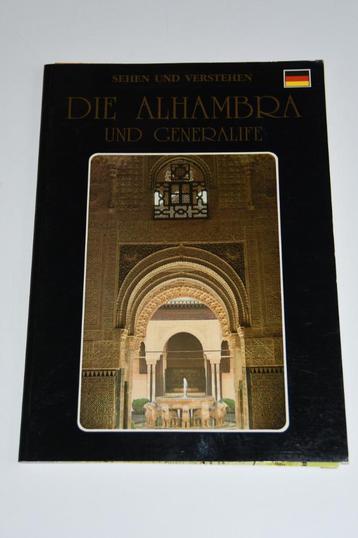 SEHEN UND VERSTEHEN
DIE ALHAMBRA
UND GENERALIFE